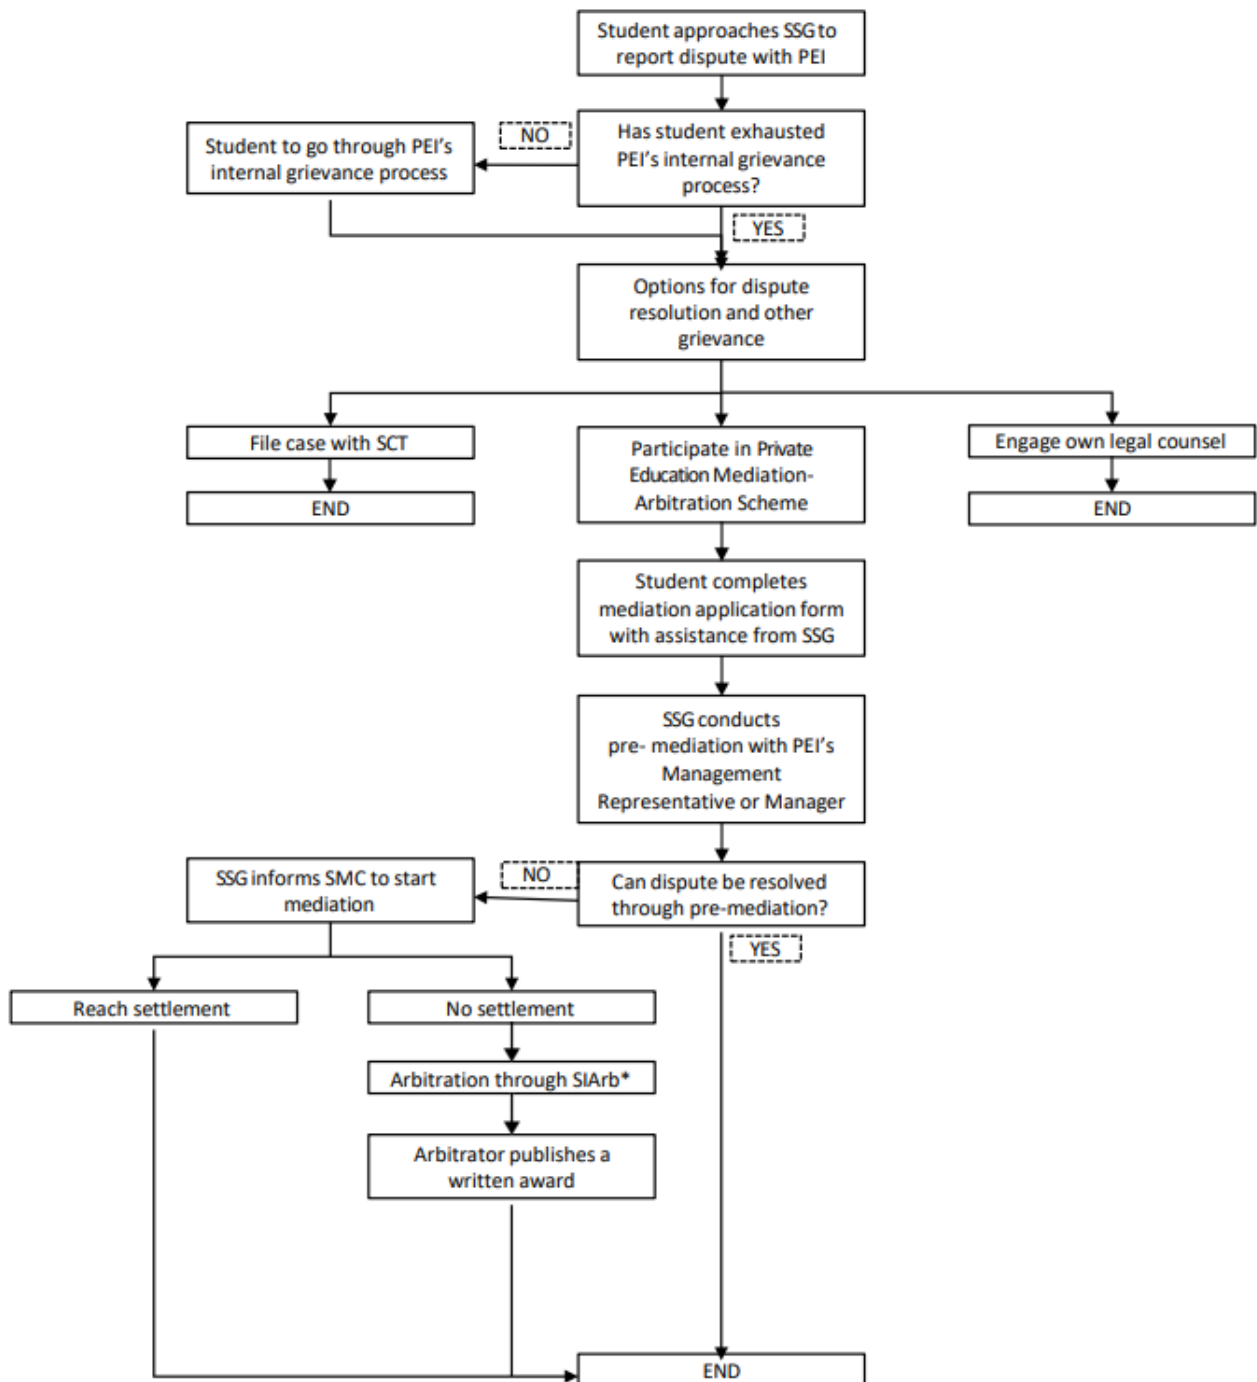 Student approaches SSG to
report dispute with PEI
NO
Has student exhausted
PEI's internal grievance
process?
Student to go through PEI's
internal grievance process
YES
Options for dispute
resolution and other
grievance
File case with SCT
END
Participate in Private
Education Mediation-
Arbitration Scheme
Engage own legal counsel
END
Student completes
mediation application form
with assistance from SSG
SSG conducts
pre- mediation with PEI's
Management
Representative or Manager
SSG informs SMC to start
mediation
NO
Can dispute be resolved
through pre-mediation?
YES
Reach settlement
No settlement
Arbitration through SIArb*
Arbitrator publishes a
written award
END